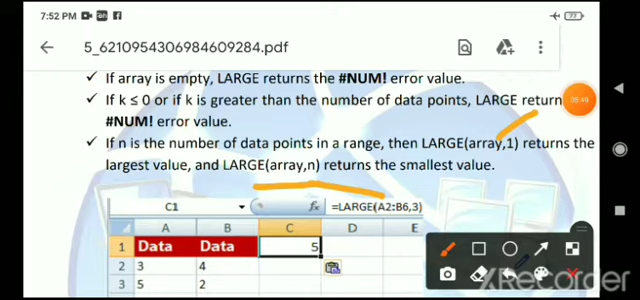 7:52 PM
77
5_6210954306984609284.pdf
✓ If array is empty, LARGE returns the #NUM! error value.
✓ If k ≤ 0 or if k is greater than the number of data points, LARGE return
#NUM! error value.
✓ If n is the number of data points in a range, then LARGE(array,1) returns the
largest value, and LARGE(array,n) returns the smallest value.
C1 fx =LARGE(A2:B6,3)
A B C D E
1 Data Data 5
2 3 4
3 5 2
XRECORDER